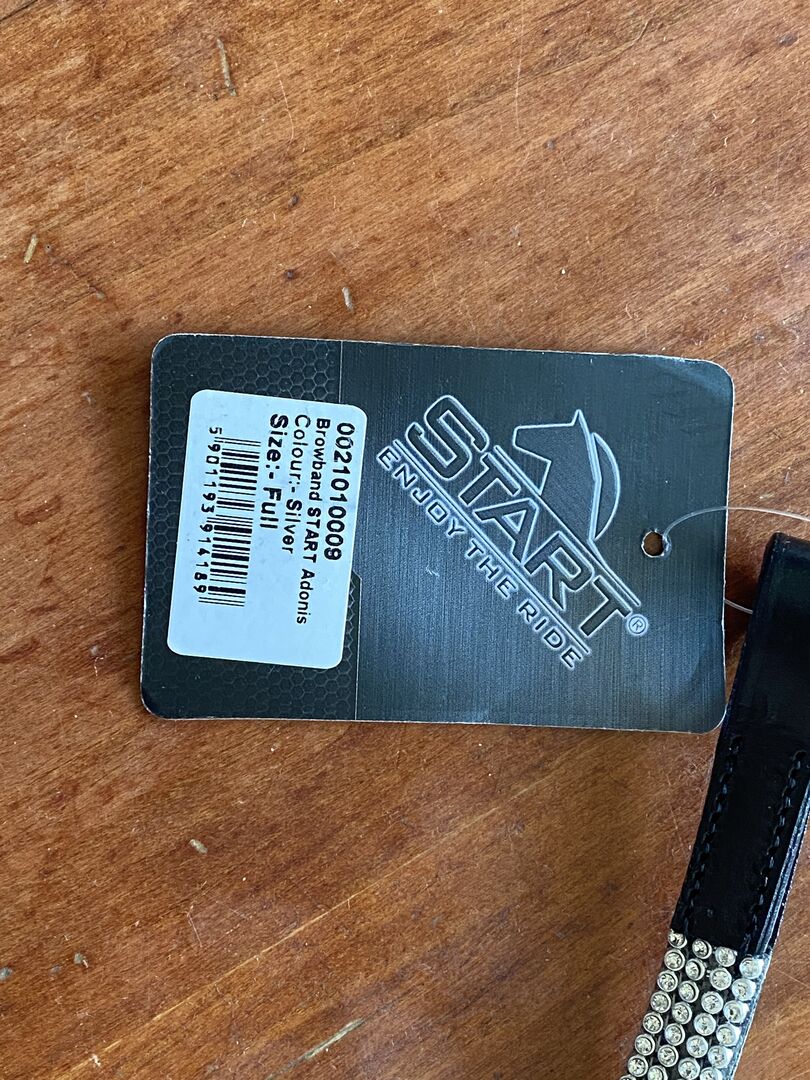 START®
ENJOY THE RIDE
0021010009
Browband START Adonis
Colour:- Silver
Size:- Full
5901193914189